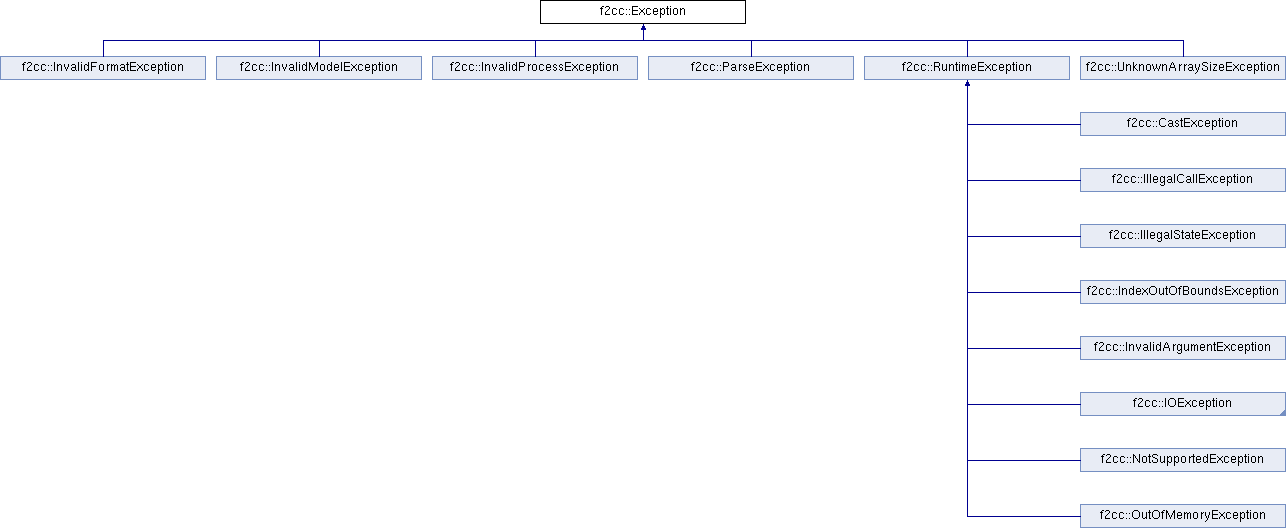 f2cc::Exception
f2cc::InvalidFormatException
f2cc::InvalidModelException
f2cc::InvalidProcessException
f2cc::ParseException
f2cc::RuntimeException
f2cc::UnknownArraySizeException
f2cc::CastException
f2cc::IllegalCallException
f2cc::IllegalStateException
f2cc::IndexOutOfBoundsException
f2cc::InvalidArgumentException
f2cc::IOException
f2cc::NotSupportedException
f2cc::OutOfMemoryException